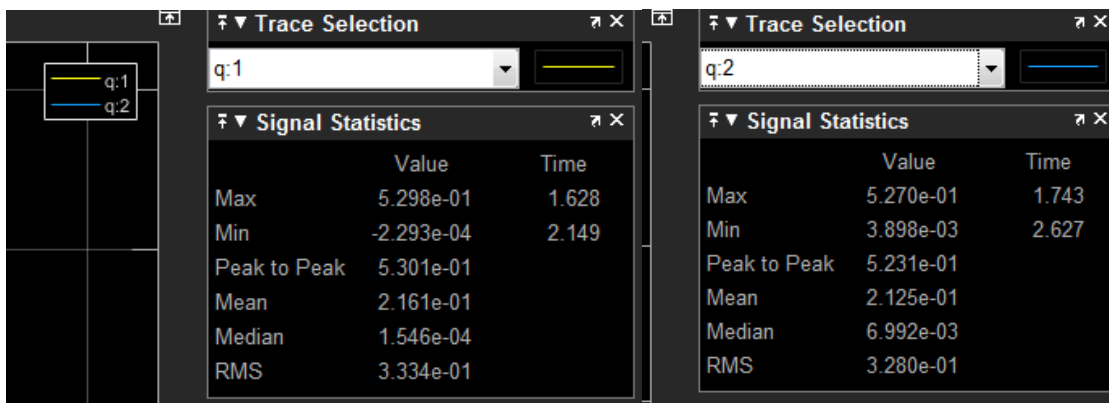 q:1
q:2
Trace Selection
q:1
Signal Statistics
Value Time
Max 5.298e-01 1.628
Min -2.293e-04 2.149
Peak to Peak 5.301e-01
Mean 2.161e-01
Median 1.546e-04
RMS 3.334e-01
Trace Selection
q:2
Signal Statistics
Value Time
Max 5.270e-01 1.743
Min 3.898e-03 2.627
Peak to Peak 5.231e-01
Mean 2.125e-01
Median 6.992e-03
RMS 3.280e-01